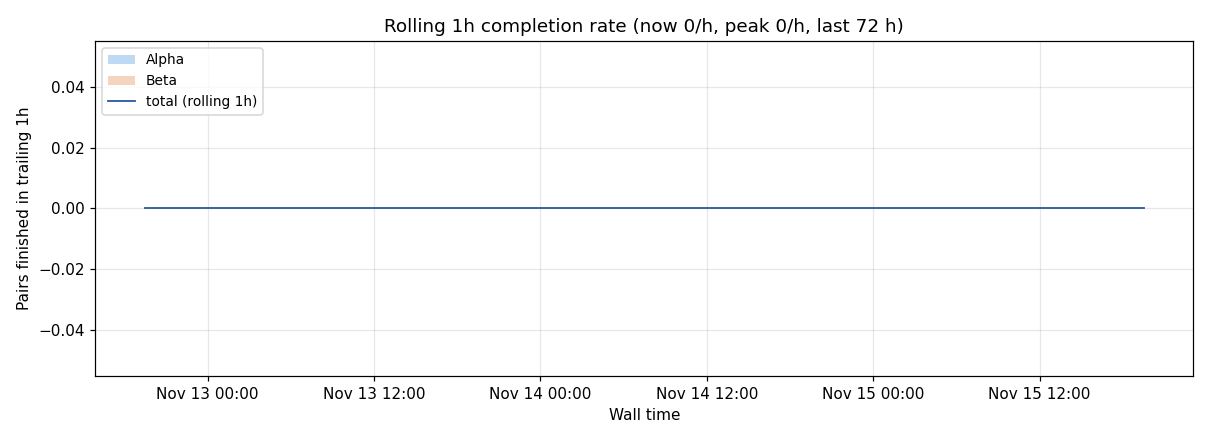 Rolling 1h completion rate (now 0/h, peak 0/h, last 72 h)
Alpha
Beta
total (rolling 1h)
Pairs finished in trailing 1h
0.04
0.02
0.00
−0.02
−0.04
Nov 13 00:00
Nov 13 12:00
Nov 14 00:00
Nov 14 12:00
Nov 15 00:00
Nov 15 12:00
Wall time